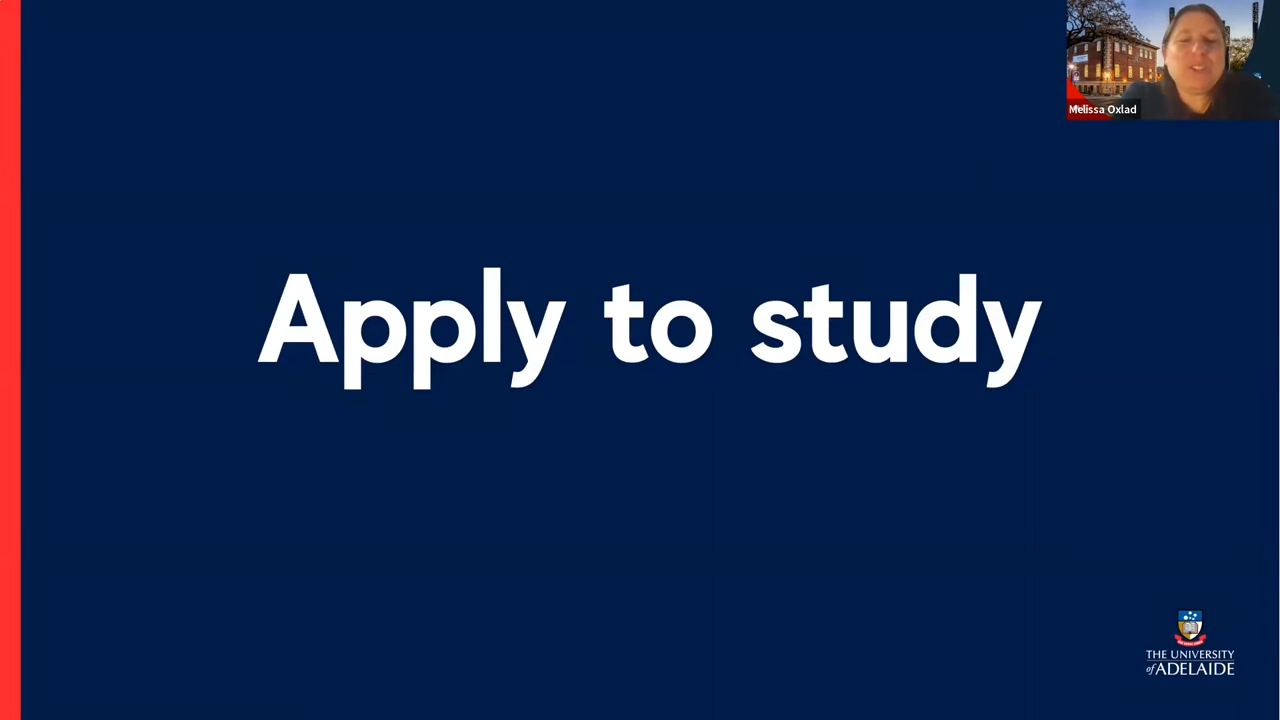 Melissa Oxlad
Apply to study
THE UNIVERSITY
of ADELAIDE